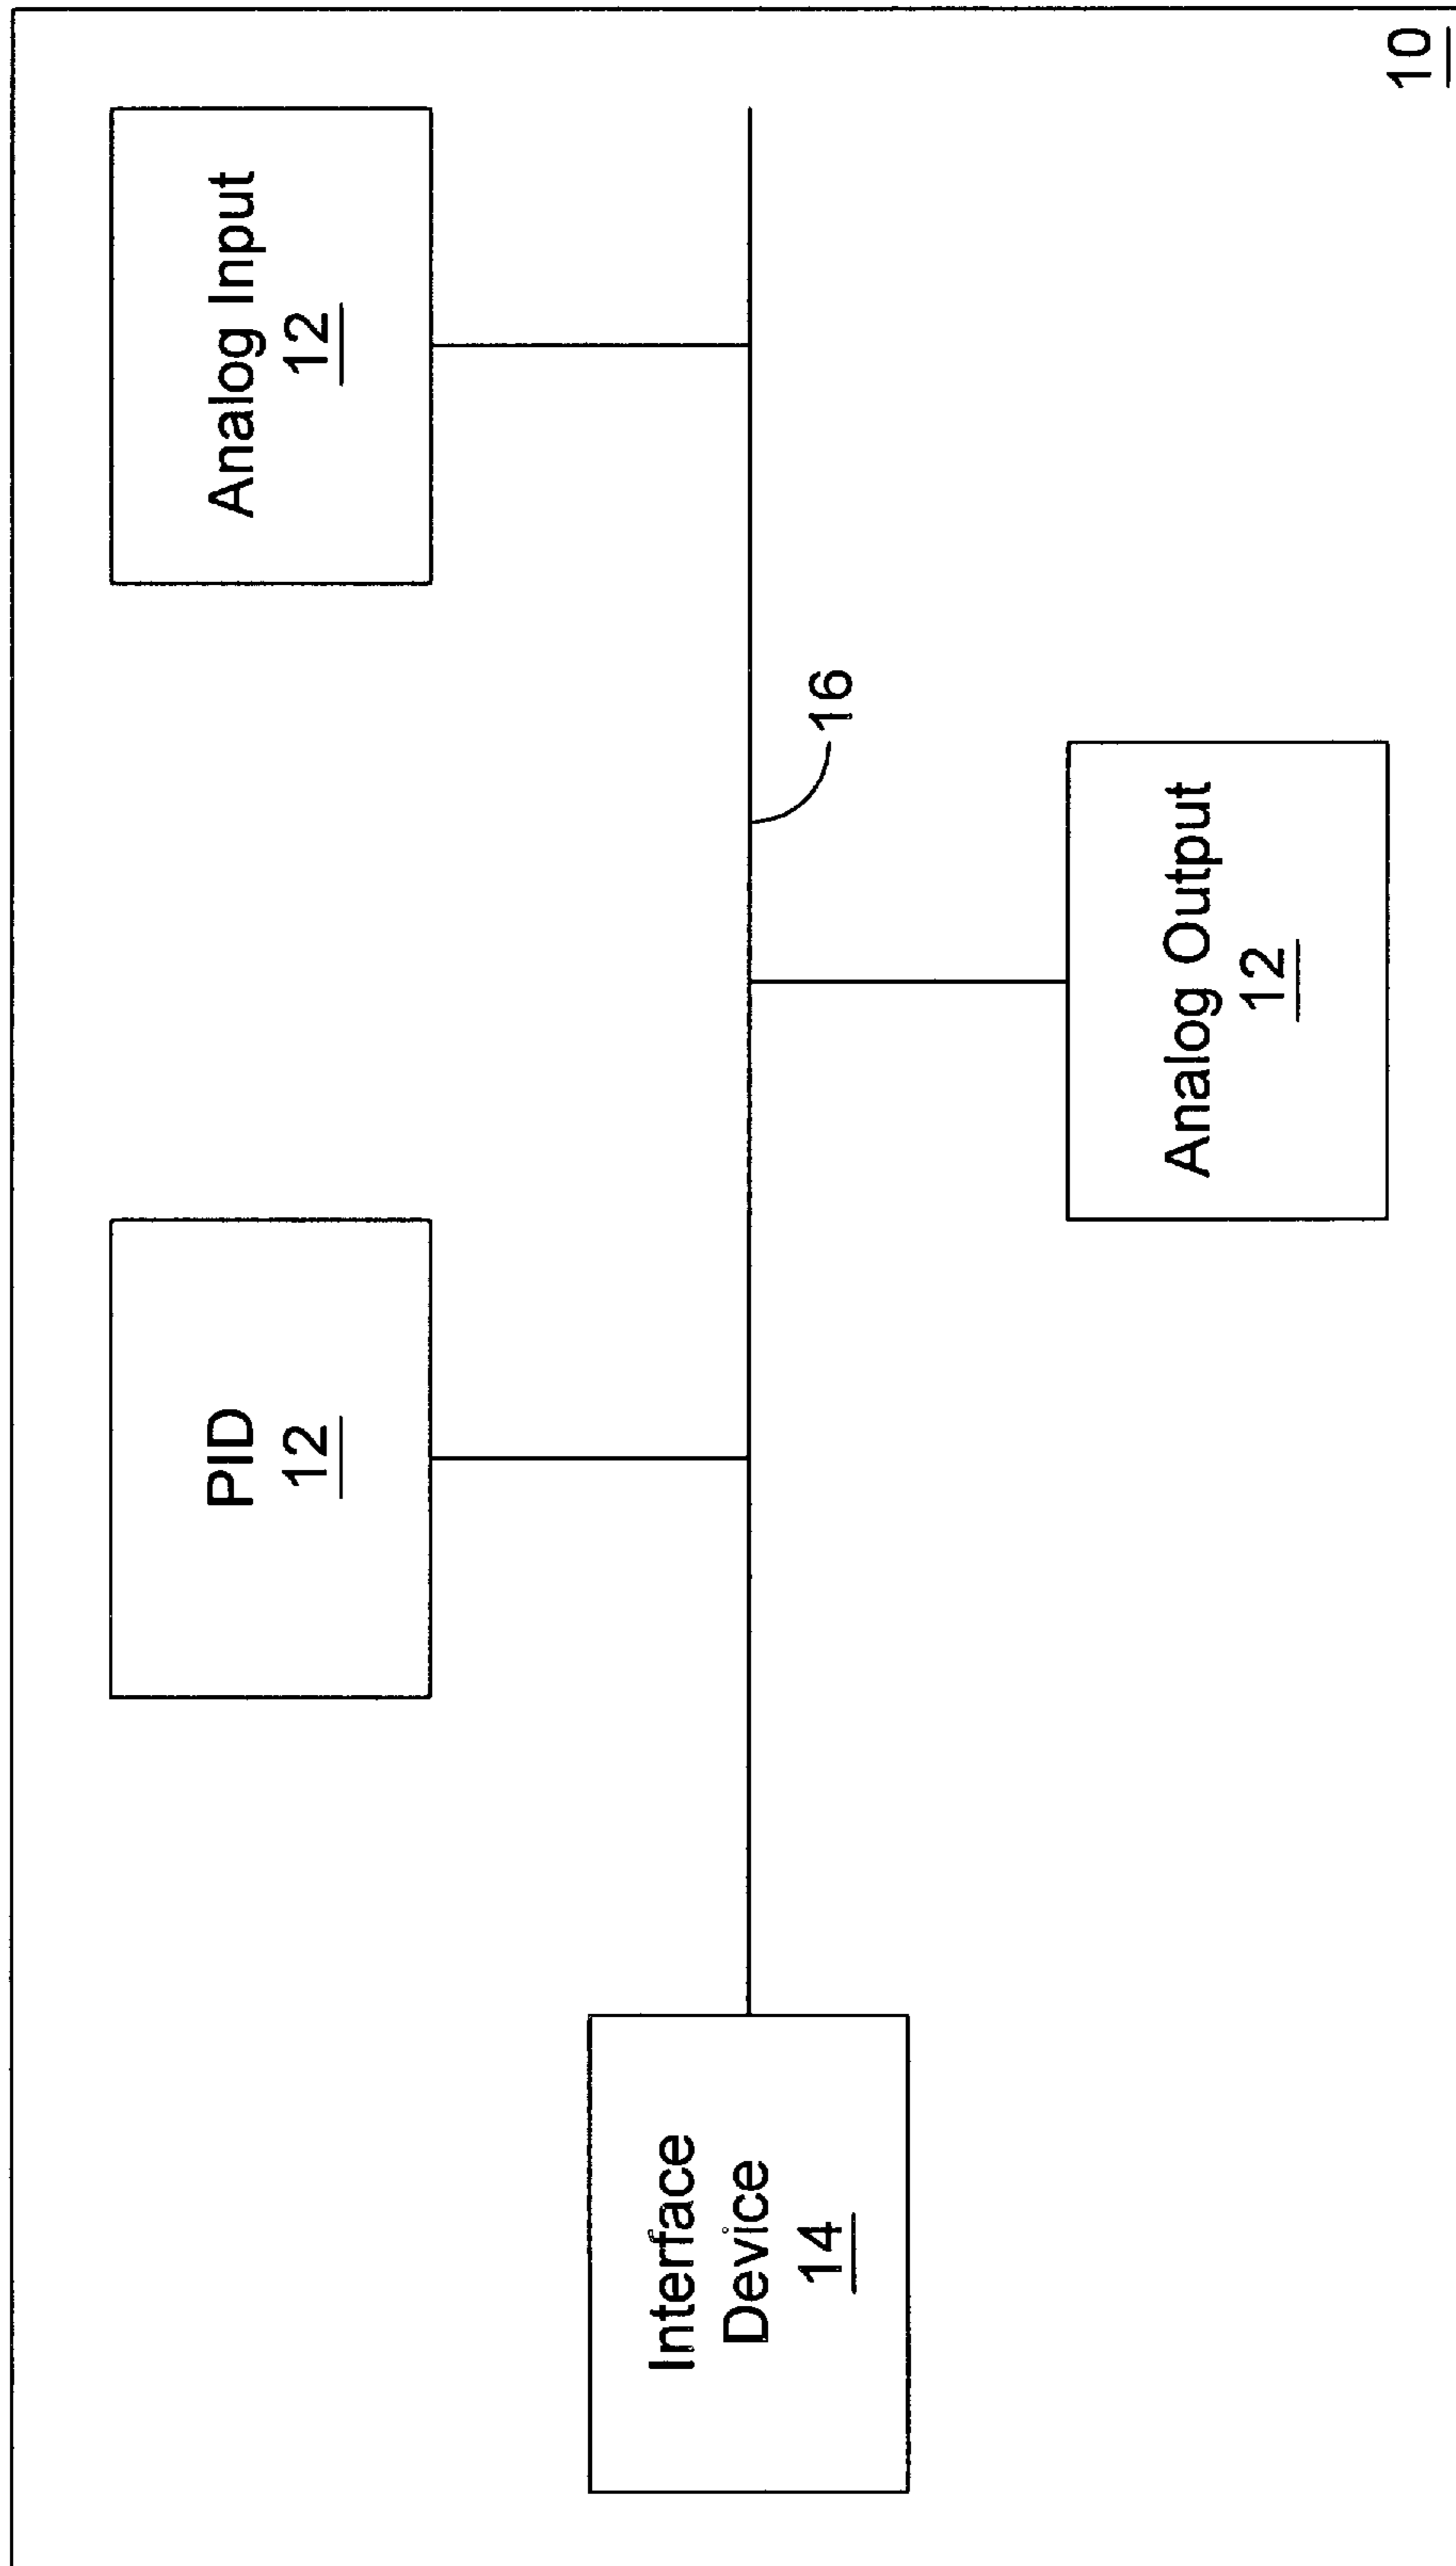 PID
12
Analog Input
12
16
Interface
Device
14
Analog Output
12
10